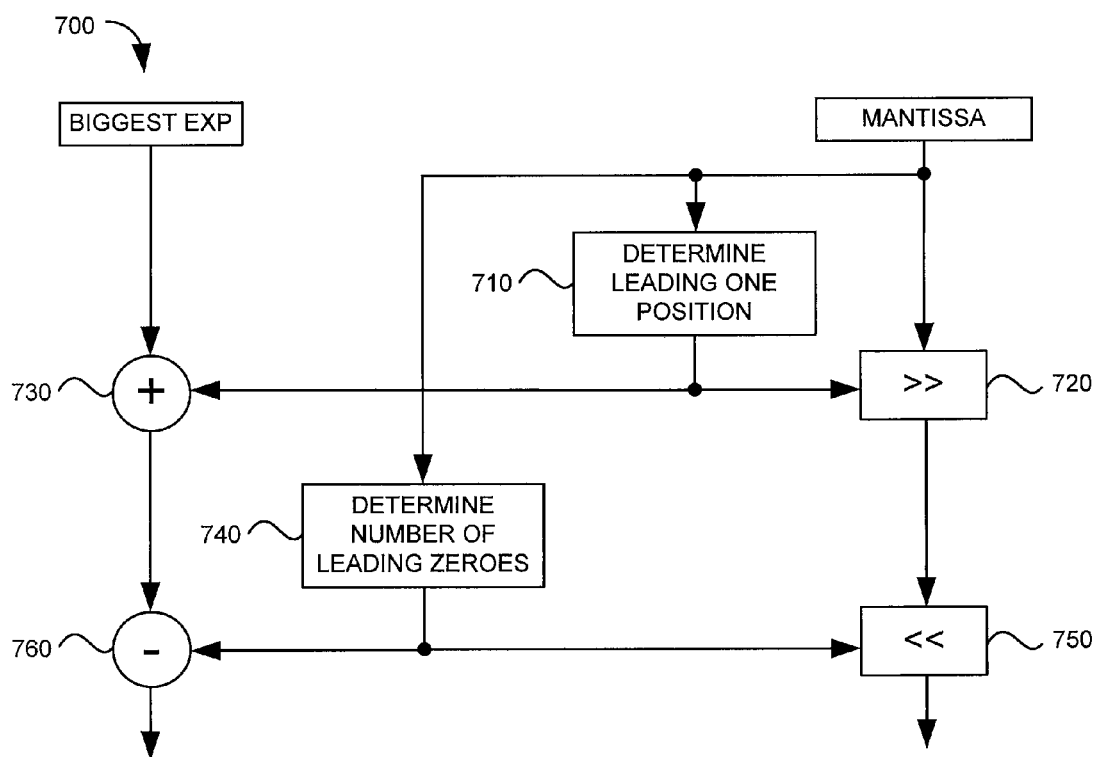 700
BIGGEST EXP
MANTISSA
710
DETERMINE
LEADING ONE
POSITION
730
+
>>
720
740
DETERMINE
NUMBER OF
LEADING ZEROES
760
-
<<
750